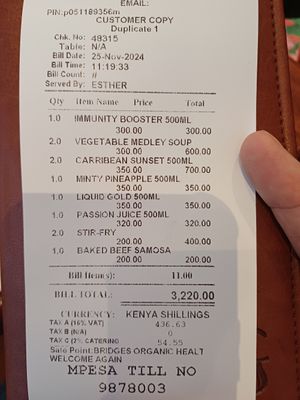 EMAIL:
PIN:p051189356m
CUSTOMER COPY
Duplicate 1
Chk. No: 48315
Table: N/A
Bill Date: 25-Nov-2024
Bill Time: 11:19:33
Bill Count: #
Served By: ESTHER
Qty Item Name Price Total
1.0 IMMUNITY BOOSTER 500ML
300.00 300.00
2.0 VEGETABLE MEDLEY SOUP
300.00 600.00
2.0 CARRIBEAN SUNSET 500ML
350.00 700.00
1.0 MINTY PINEAPPLE 500ML
350.00 350.00
1.0 LIQUID GOLD 500ML
350.00 350.00
1.0 PASSION JUICE 500ML
320.00 320.00
2.0 STIR-FRY
200.00 400.00
1.0 BAKED BEEF SAMOSA
200.00 200.00
Bill Item(s): 11.00
BILL TOTAL: 3,220.00
CURRENCY: KENYA SHILLINGS
TAX A (16% VAT) 436.63
TAX B (N/A) 0
TAX C (2% CATERING 54.55
Sale Point:BRIDGES ORGANIC HEALT
WELCOME AGAIN
MPESA TILL NO
9878003